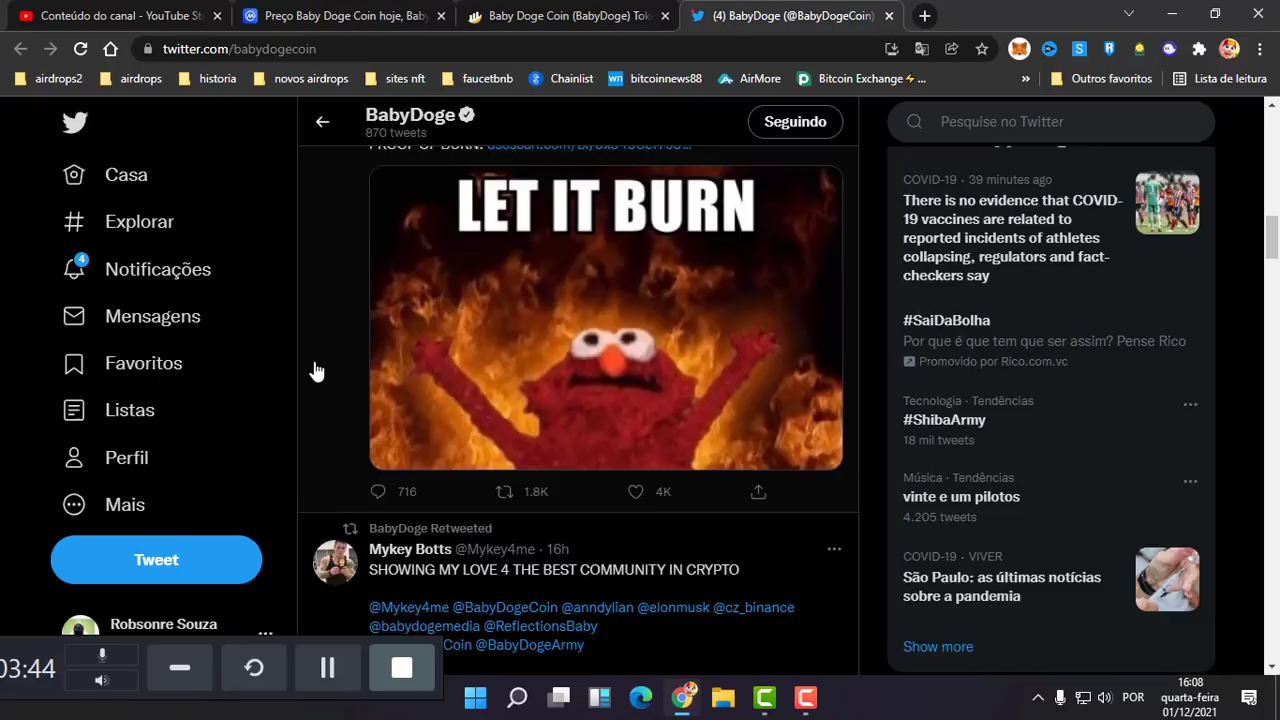 Conteúdo do canal - YouTube St
Preço Baby Doge Coin hoje, Bab
Baby Doge Coin (BabyDoge) Tok
(4) BabyDoge (@BabyDogeCoin)
twitter.com/babydogecoin
airdrops2
airdrops
historia
novos airdrops
sites nft
faucetbnb
Chainlist
bitcoinnews88
AirMore
Bitcoin Exchange⚡...
»
Outros favoritos
Lista de leitura
Casa
Explorar
4
Notificações
Mensagens
Favoritos
Listas
Perfil
Mais
Tweet
Robsonre Souza
03:44
BabyDoge
870 tweets
Seguindo
PROOF OF BURN:
LET IT BURN
716
1.8K
4K
BabyDoge Retweeted
Mykey Botts @Mykey4me · 16h
SHOWING MY LOVE 4 THE BEST COMMUNITY IN CRYPTO
@Mykey4me @BabyDogeCoin @anndylian @elonmusk @cz_binance
@babydogemedia @ReflectionsBaby
Coin @BabyDogeArmy
Pesquise no Twitter
COVID-19 · 39 minutes ago
There is no evidence that COVID-
19 vaccines are related to
reported incidents of athletes
collapsing, regulators and fact-
checkers say
#SaiDaBolha
Por que é que tem que ser assim? Pense Rico
Promovido por Rico.com.vc
Tecnologia · Tendências
#ShibaArmy
18 mil tweets
Música · Tendências
vinte e um pilotos
4.205 tweets
COVID-19 · VIVER
São Paulo: as últimas notícias
sobre a pandemia
Show more
POR
16:08
quarta-feira
01/12/2021